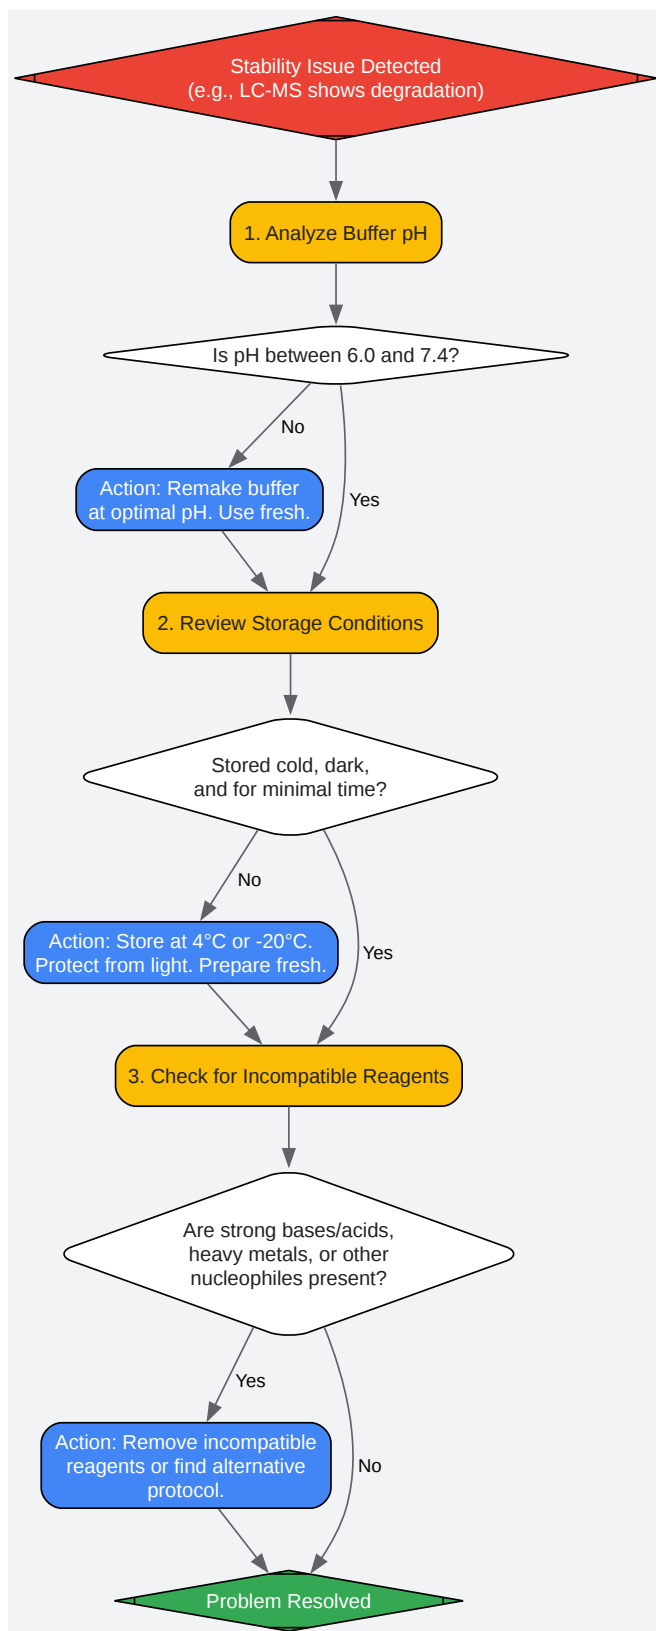 Stability Issue Detected
(e.g., LC-MS shows degradation)
1. Analyze Buffer pH
Is pH between 6.0 and 7.4?
No
Action: Remake buffer
at optimal pH. Use fresh.
Yes
2. Review Storage Conditions
Stored cold, dark,
and for minimal time?
No
Action: Store at 4°C or -20°C.
Protect from light. Prepare fresh.
Yes
3. Check for Incompatible Reagents
Are strong bases/acids,
heavy metals, or other
nucleophiles present?
Yes
Action: Remove incompatible
reagents or find alternative
protocol.
No
Problem Resolved